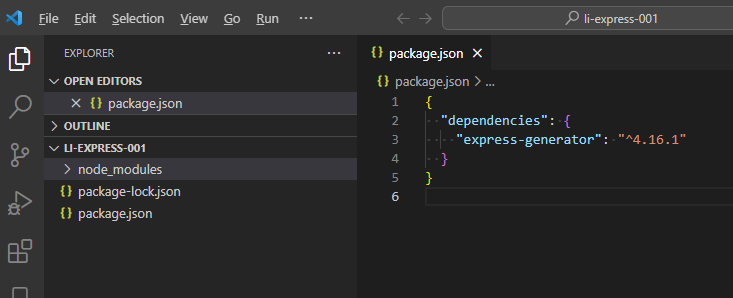 File Edit Selection View Go Run ···
li-express-001
EXPLORER ···
OPEN EDITORS
{} package.json
OUTLINE
LI-EXPRESS-001
node_modules
{} package-lock.json
{} package.json
{} package.json
{} package.json > ...
1 {
2 "dependencies": {
3 "express-generator": "^4.16.1"
4 }
5 }
6